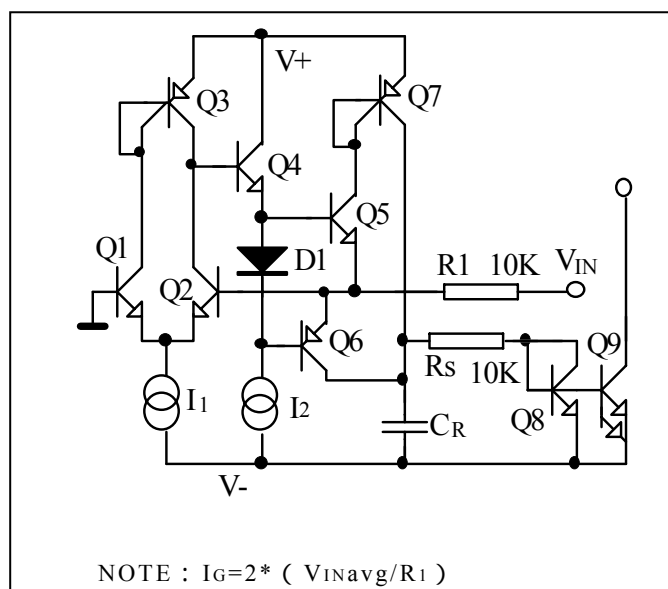 V+
Q3
Q7
Q4
Q5
Q1
D1
R1 10K
VIN
Q2
Q6
Q9
Rs 10K
I1
I2
Q8
CR
V-
NOTE : IG=2* ( VINavg/R1 )